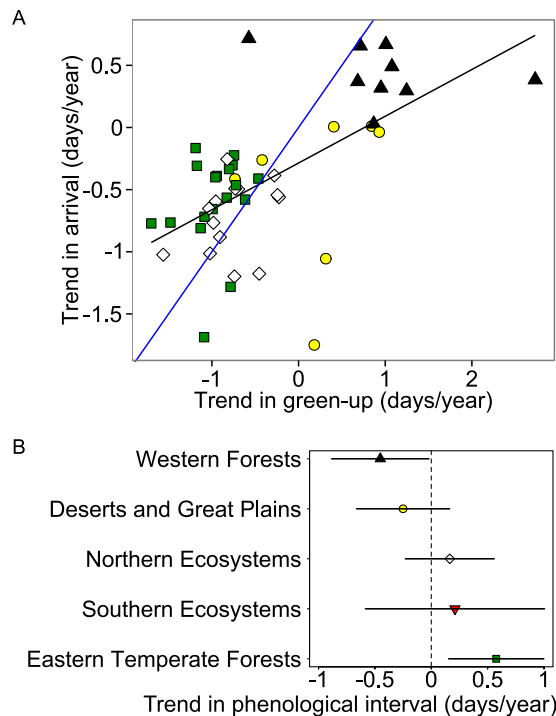 A
Trend in arrival (days/year)
0.5
0
-0.5
-1
-1.5
-1
0
1
2
Trend in green-up (days/year)
B
Western Forests
Deserts and Great Plains
Northern Ecosystems
Southern Ecosystems
Eastern Temperate Forests
-1
-0.5
0
0.5
1
Trend in phenological interval (days/year)